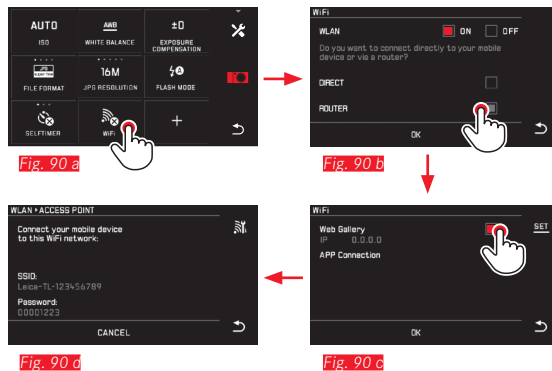 AUTO
ISO
AWB
WHITE BALANCE
±0
EXPOSURE
COMPENSATION
FILE FORMAT
16M
JPG RESOLUTION
FLASH MODE
SELFTIMER
WiFi
+
Fig. 90 a
WiFi
WLAN
ON
OFF
Do you want to connect directly to your mobile
device or via a router?
DIRECT
ROUTER
OK
Fig. 90 b
WLAN ▸ ACCESS POINT
Connect your mobile device
to this WiFi network:
SSID:
Leica-TL-123456789
Password:
00001223
CANCEL
Fig. 90 d
WiFi
Web Gallery
IP 0.0.0.0
APP Connection
SET
OK
Fig. 90 c